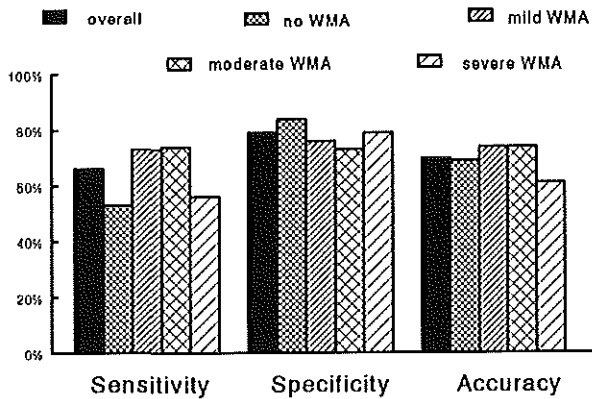 overall no WMA mild WMA
moderate WMA severe WMA
100%
80%
60%
40%
20%
0%
Sensitivity Specificity Accuracy